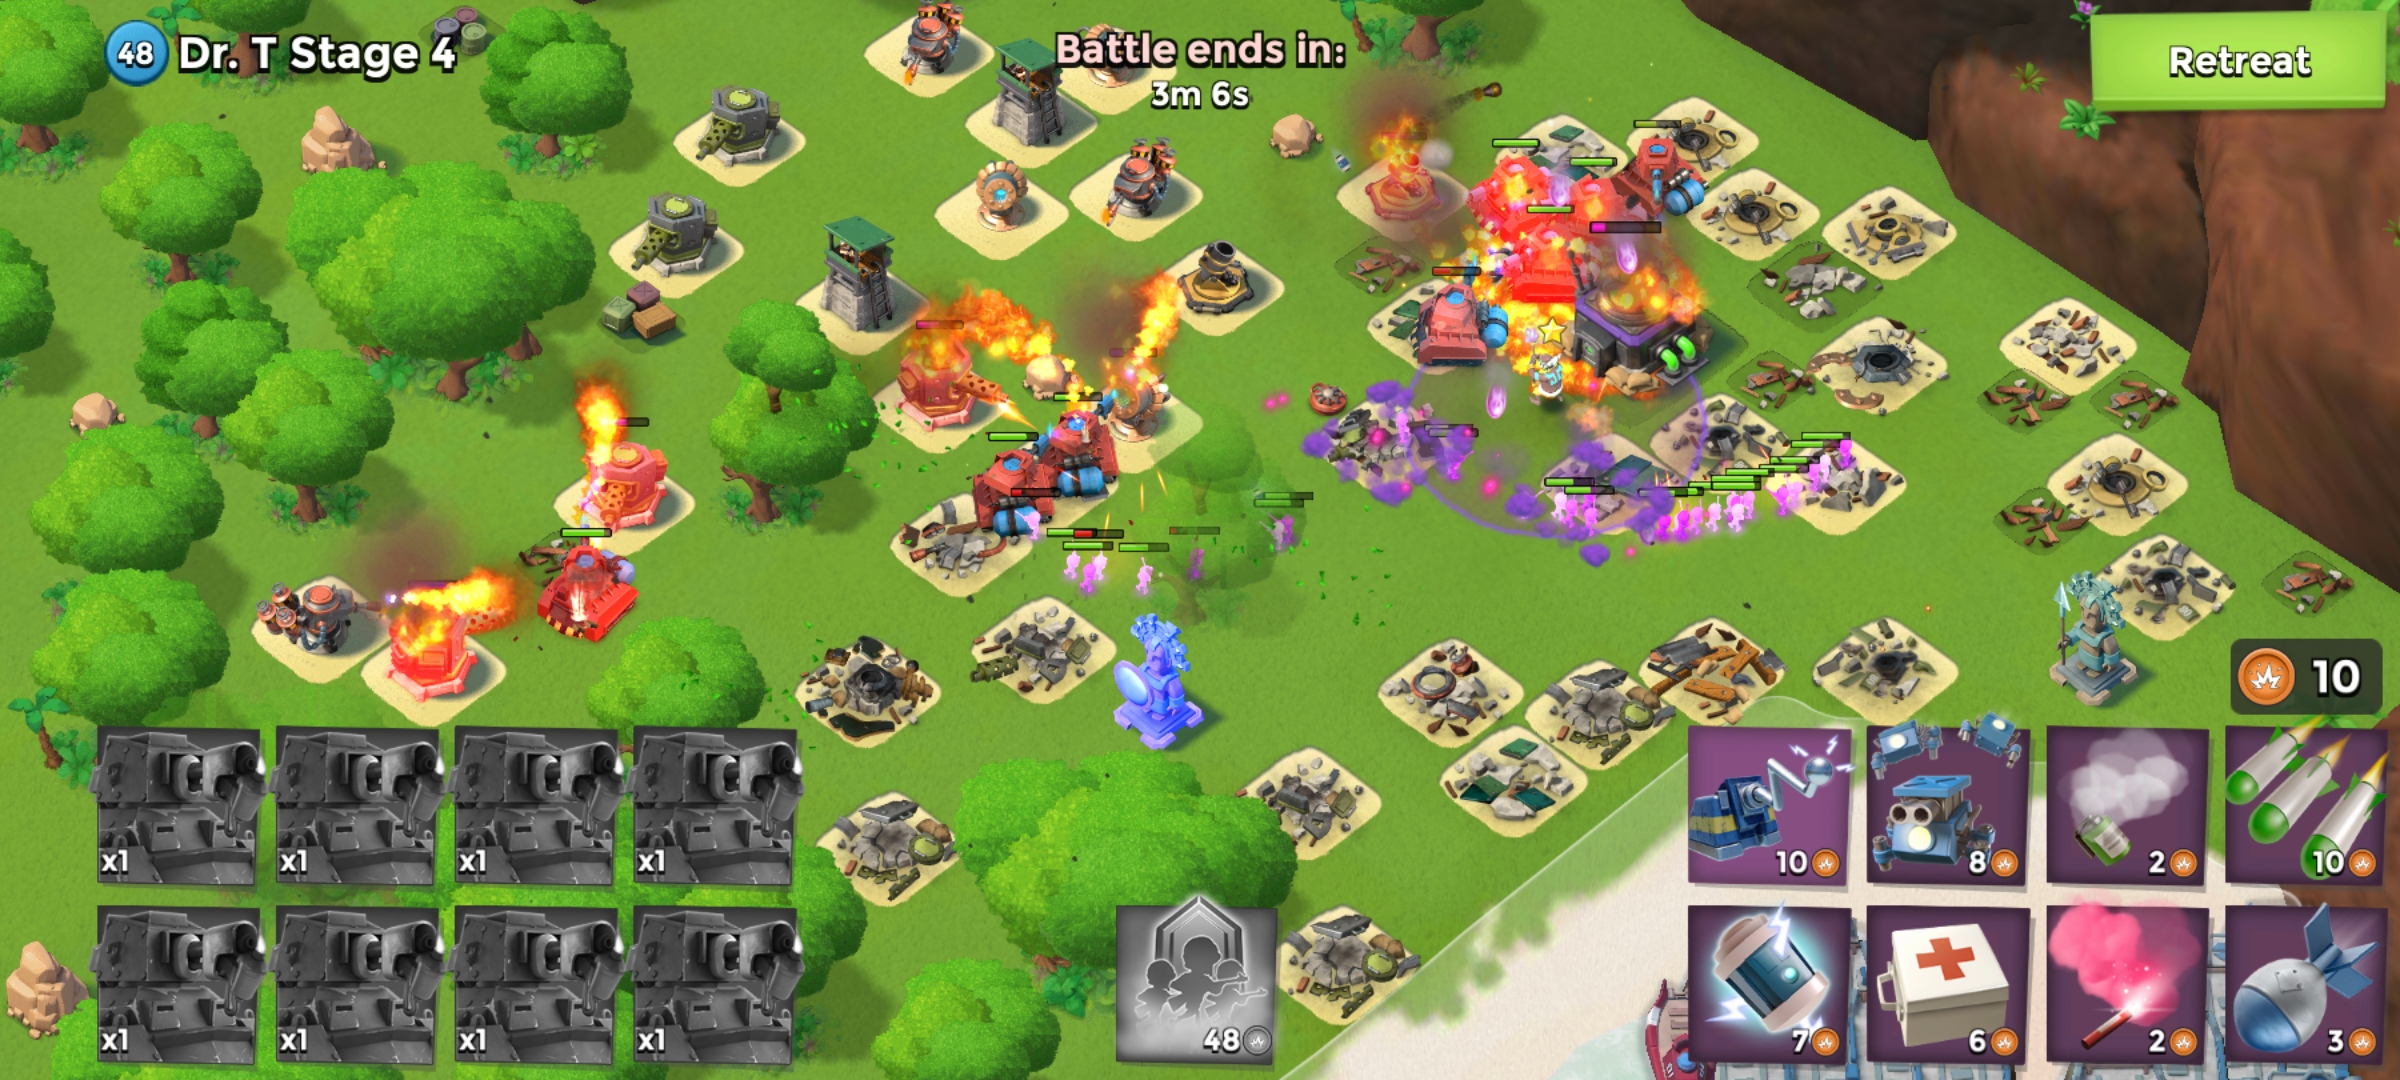 48 Dr. T Stage 4
Battle ends in:
3m 6s
Retreat
10
x1 x1 x1 x1
10 8 2 10
x1 x1 x1 x1
48
7 6 2 3